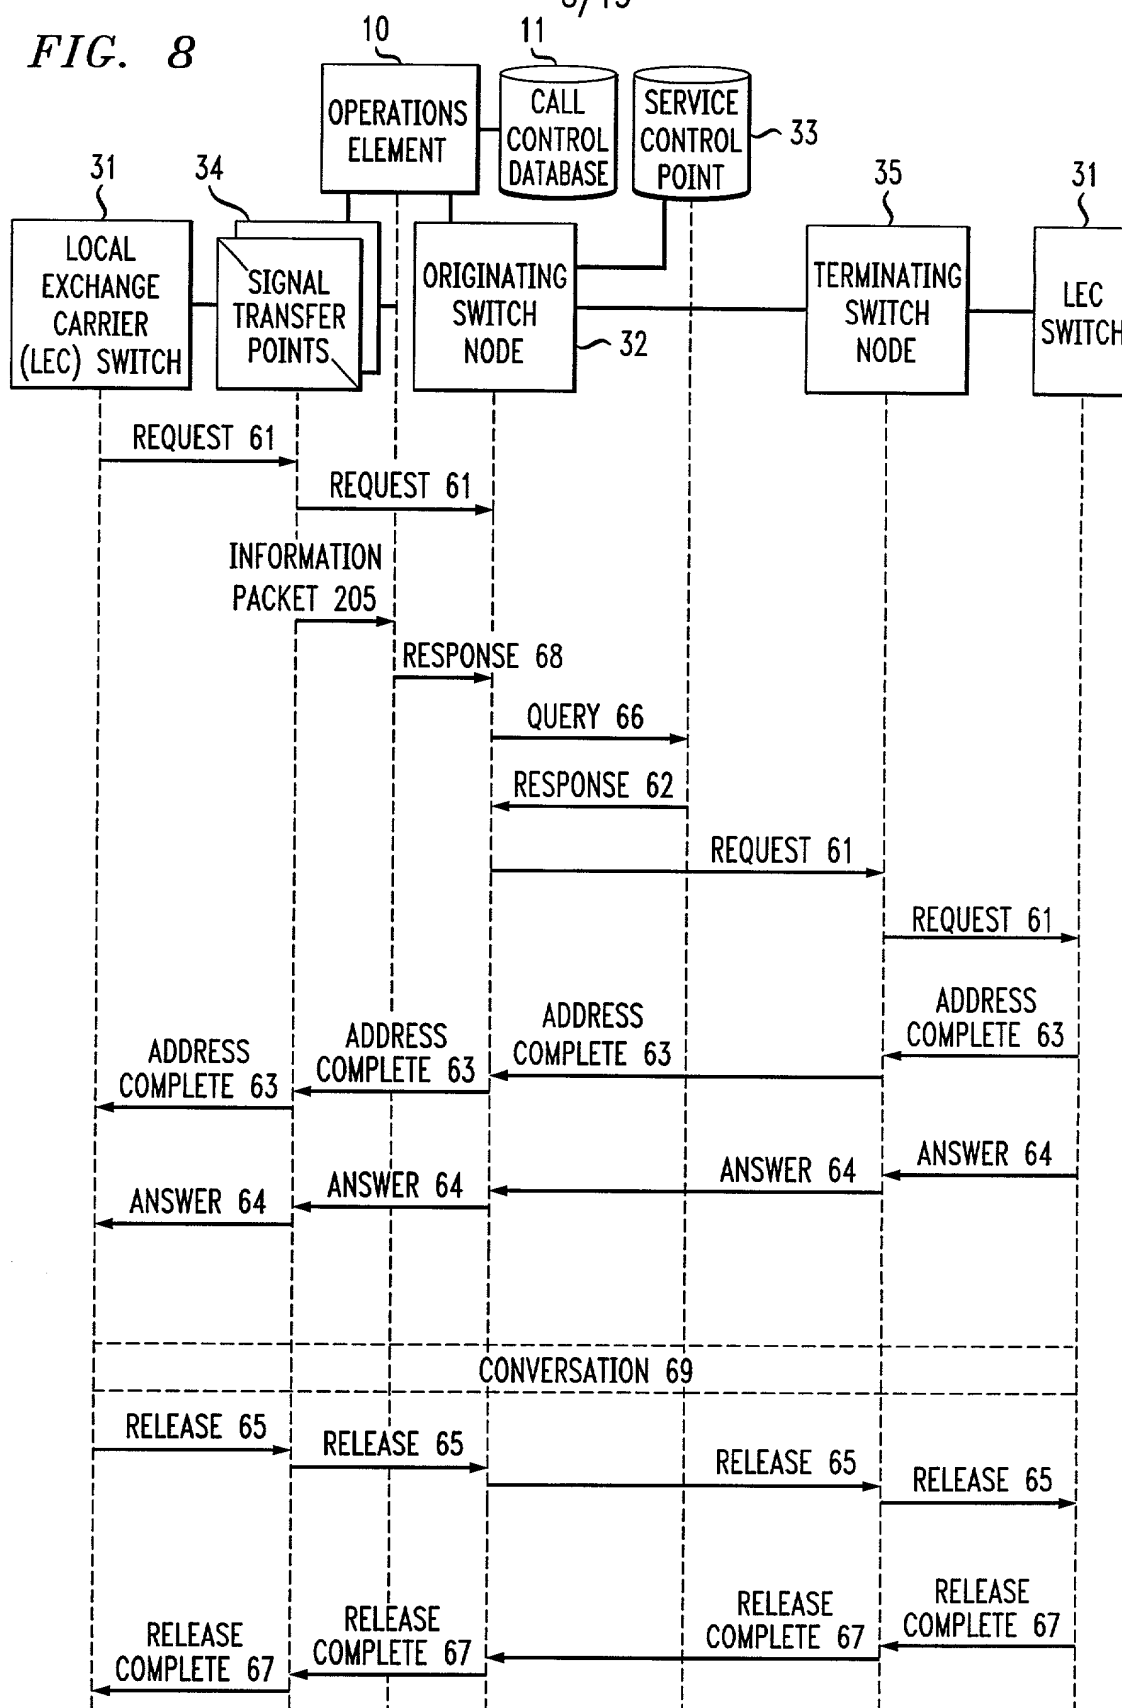 FIG. 8
10
11
OPERATIONS
ELEMENT
CALL
CONTROL
DATABASE
SERVICE
CONTROL
POINT
33
31
34
35
31
LOCAL
EXCHANGE
CARRIER
(LEC) SWITCH
SIGNAL
TRANSFER
POINTS
ORIGINATING
SWITCH
NODE
32
TERMINATING
SWITCH
NODE
LEC
SWITCH
REQUEST 61
REQUEST 61
INFORMATION
PACKET 205
RESPONSE 68
QUERY 66
RESPONSE 62
REQUEST 61
REQUEST 61
ADDRESS
COMPLETE 63
ADDRESS
COMPLETE 63
ADDRESS
COMPLETE 63
ADDRESS
COMPLETE 63
ANSWER 64
ANSWER 64
ANSWER 64
ANSWER 64
CONVERSATION 69
RELEASE 65
RELEASE 65
RELEASE 65
RELEASE 65
RELEASE
COMPLETE 67
RELEASE
COMPLETE 67
RELEASE
COMPLETE 67
RELEASE
COMPLETE 67